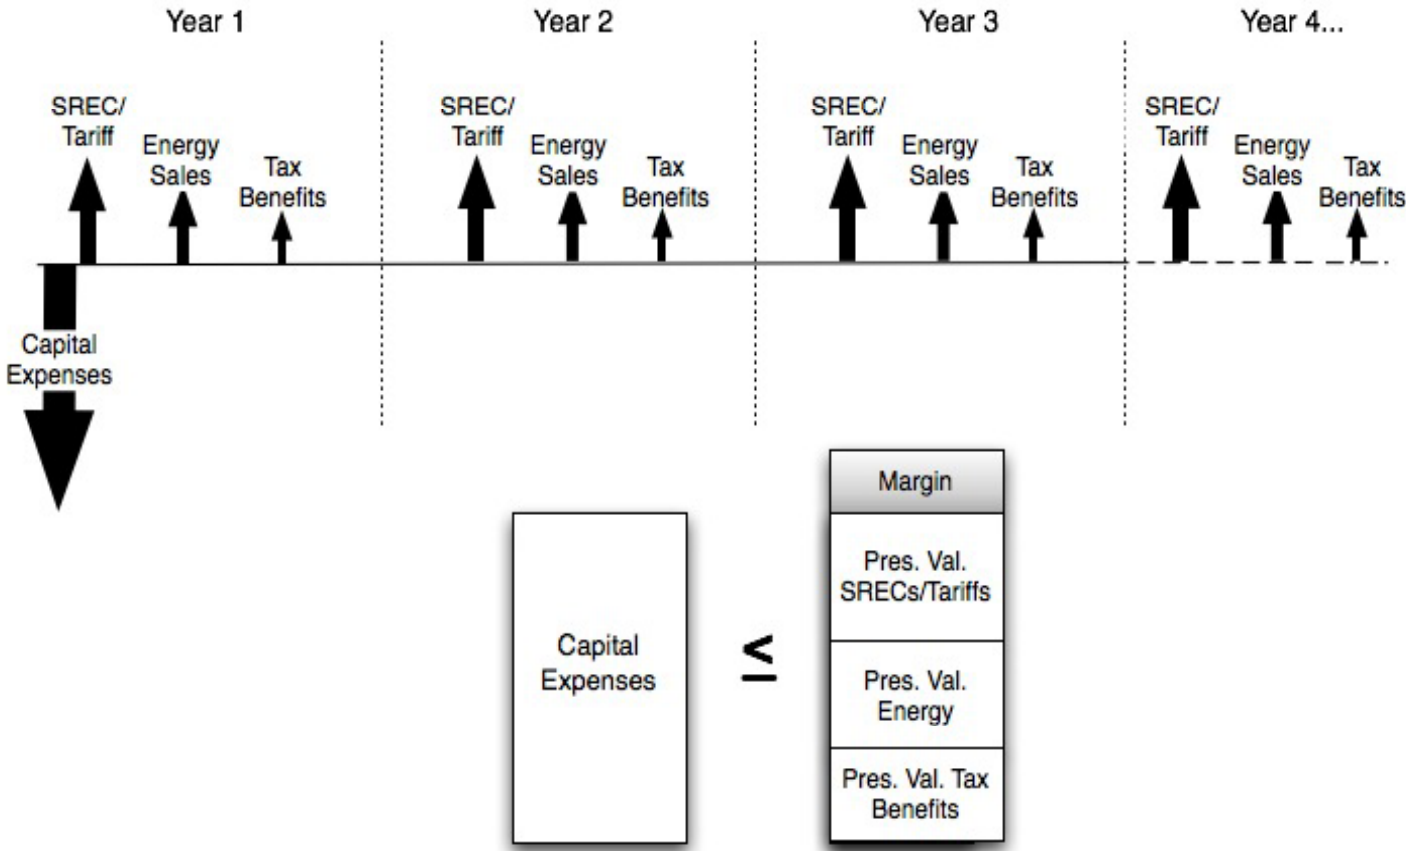 Year 1
Year 2
Year 3
Year 4...
SREC/
Tariff
Energy
Sales
Tax
Benefits
SREC/
Tariff
Energy
Sales
Tax
Benefits
SREC/
Tariff
Energy
Sales
Tax
Benefits
SREC/
Tariff
Energy
Sales
Tax
Benefits
Capital
Expenses
Capital
Expenses
≤
Margin
Pres. Val.
SRECs/Tariffs
Pres. Val.
Energy
Pres. Val. Tax
Benefits